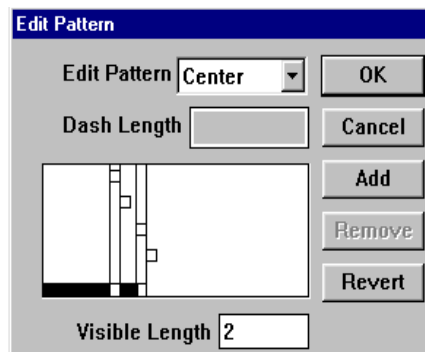 Edit Pattern
Edit Pattern Center OK
Dash Length Cancel
Add
Remove
Revert
Visible Length 2